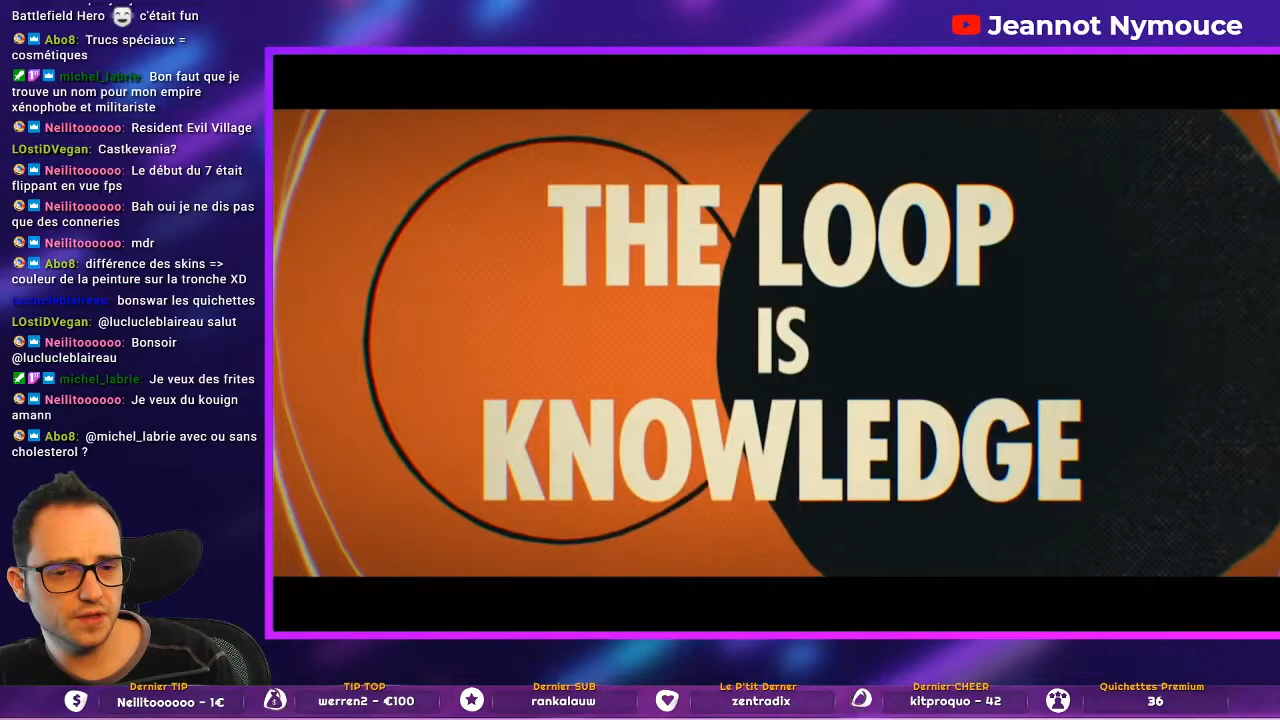 Battlefield Hero c'était fun
Abo8: Trucs spéciaux =
cosmétiques
michel_labrie: Bon faut que je
trouve un nom pour mon empire
xénophobe et militariste
Neilitoooooo: Resident Evil Village
LOstiDVegan: Castkevania?
Neilitoooooo: Le début du 7 était
flippant en vue fps
Neilitoooooo: Bah oui je ne dis pas
que des conneries
Neilitoooooo: mdr
Abo8: différence des skins =>
couleur de la peinture sur la tronche XD
luclucleblaireau: bonswar les quichettes
LOstiDVegan: @luclucleblaireau salut
Neilitoooooo: Bonsoir
@luclucleblaireau
michel_labrie: Je veux des frites
Neilitoooooo: Je veux du kouign
amann
Abo8: @michel_labrie avec ou sans
cholesterol ?
Jeannot Nymouce
THE LOOP
IS
KNOWLEDGE
Dernier TIP
Neilitoooooo - 1€
TIP TOP
werren2 - €100
Dernier SUB
rankalauw
Le P'tit Derner
zentradix
Dernier CHEER
kitproquo - 42
Quichettes Premium
36